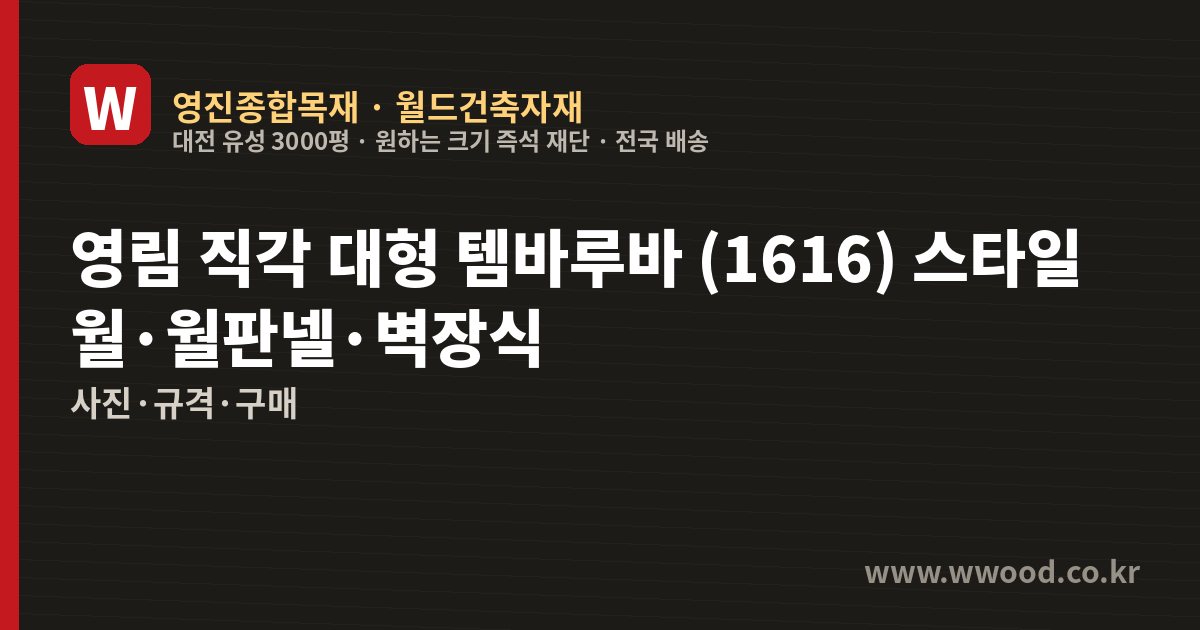 W
영진종합목재 · 월드건축자재
대전 유성 3000평 · 원하는 크기 즉석 재단 · 전국 배송
영림 직각 대형 템바루바 (1616) 스타일
월·월판넬·벽장식
사진·규격·구매
www.wwood.co.kr